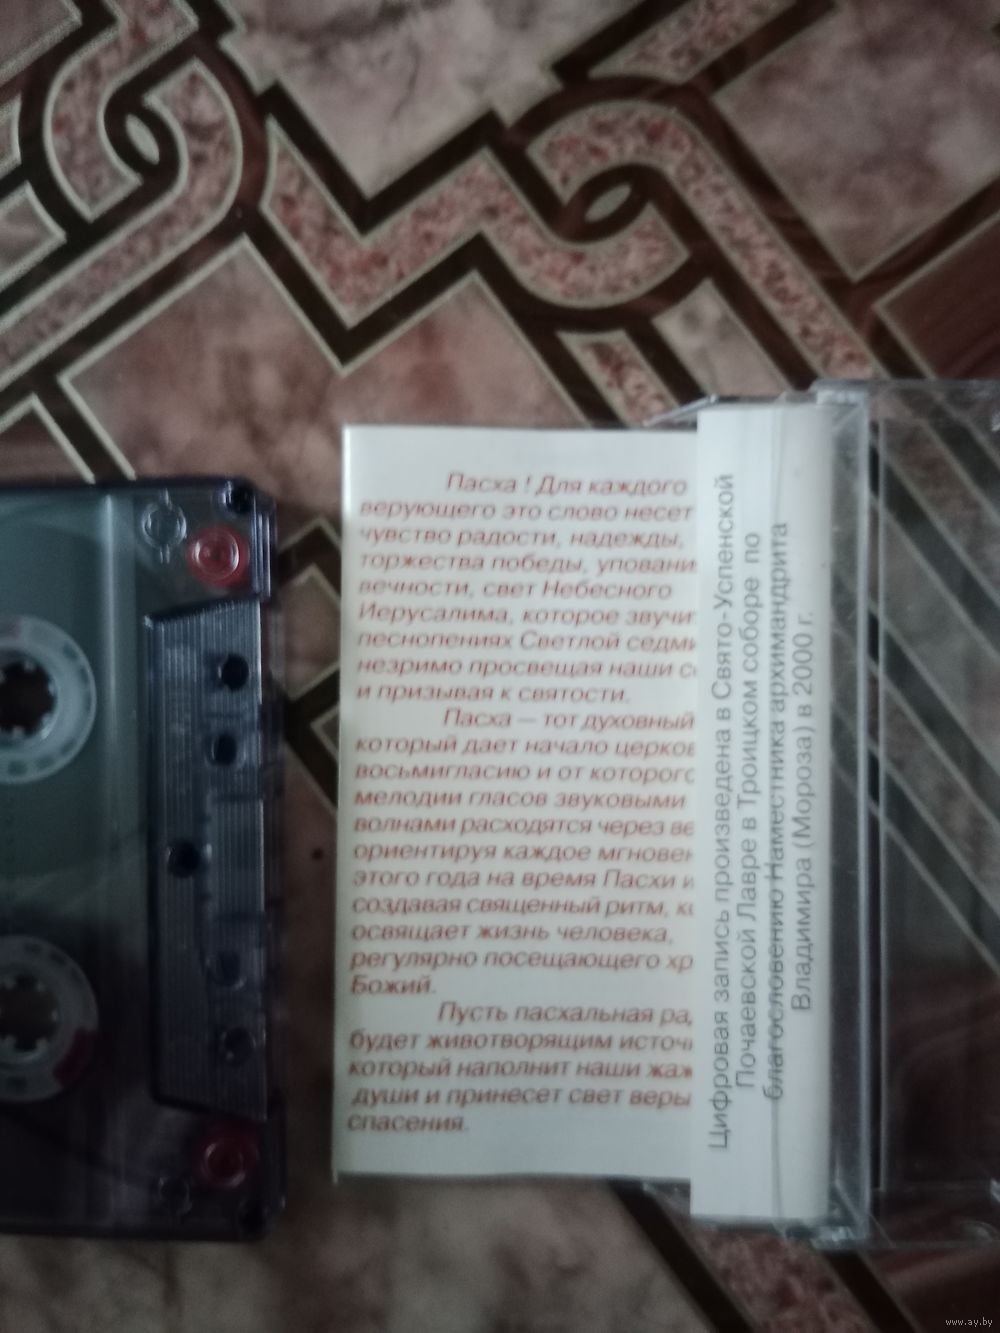 Пасха ! Для каждого
верующего это слово несет
чувство радости, надежды,
торжества победы, уповани
вечности, свет Небесного
Иерусалима, которое звучи
песнопениях Светлой седми
незримо просвещая наши с
и призывая к святости.
Пасха — тот духовный
который дает начало церков
восьмигласию и от которого
мелодии гласов звуковыми
волнами расходятся через ве
ориентируя каждое мгновен
этого года на время Пасхи и
создавая священный ритм, к
освящает жизнь человека,
регулярно посещающего хр
Божий.
Пусть пасхальная ра
будет животворящим источ
который наполнит наши жаж
души и принесет свет веры
спасения.
Цифровая запись произведена в Свято-Успенской
Почаевской Лавре в Троицком соборе по
благословению Наместника архимандрита
Владимира (Мороза) в 2000 г.
www.ay.by